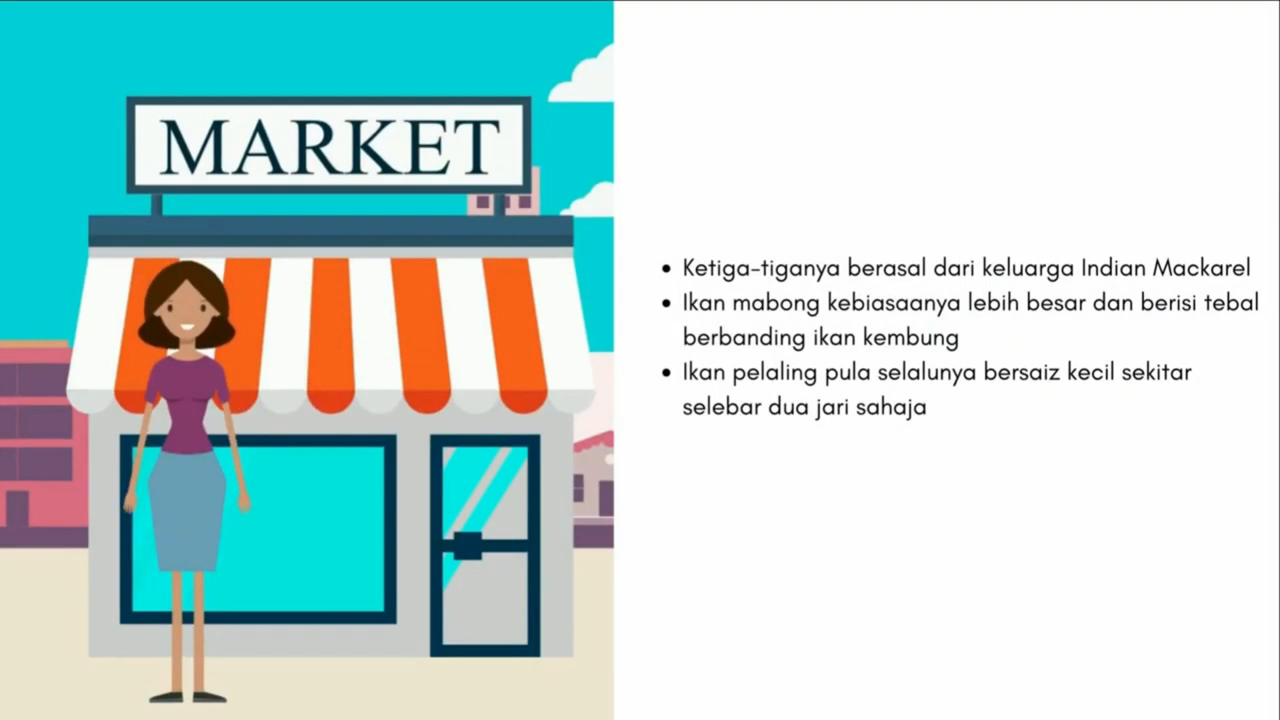 MARKET
• Ketiga-tiganya berasal dari keluarga Indian Mackarel
• Ikan mabong kebiasaanya lebih besar dan berisi tebal
berbanding ikan kembung
• Ikan pelaling pula selalunya bersaiz kecil sekitar
selebar dua jari sahaja